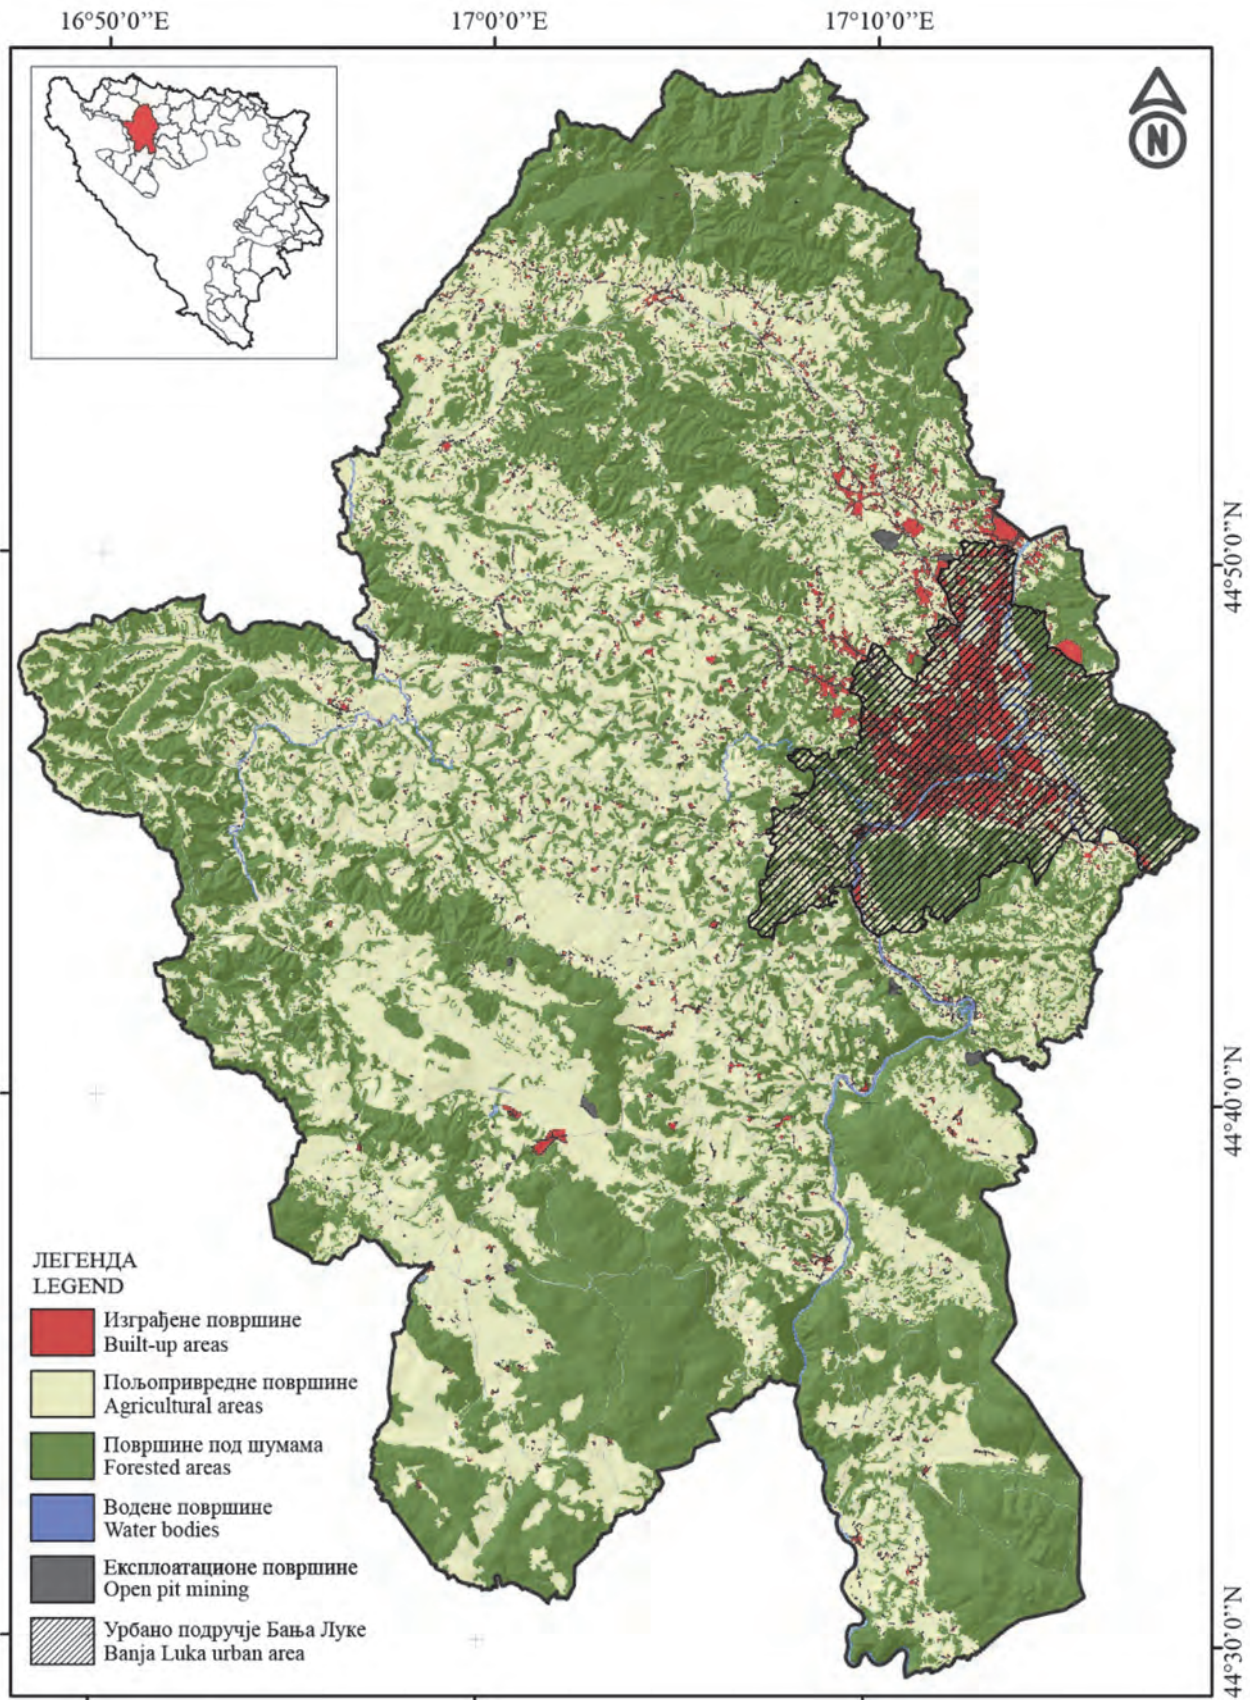 16°50’0’’E
17°0’0’’E
17°10’0’’E
N
44°50’0’’N
44°40’0’’N
44°30’0’’N
ЛЕГЕНДА
LEGEND
Изграђене површине
Built-up areas
Пољопривредне површине
Agricultural areas
Површине под шумама
Forested areas
Водене површине
Water bodies
Експлоатационе површине
Open pit mining
Урбано подручје Бања Луке
Banja Luka urban area